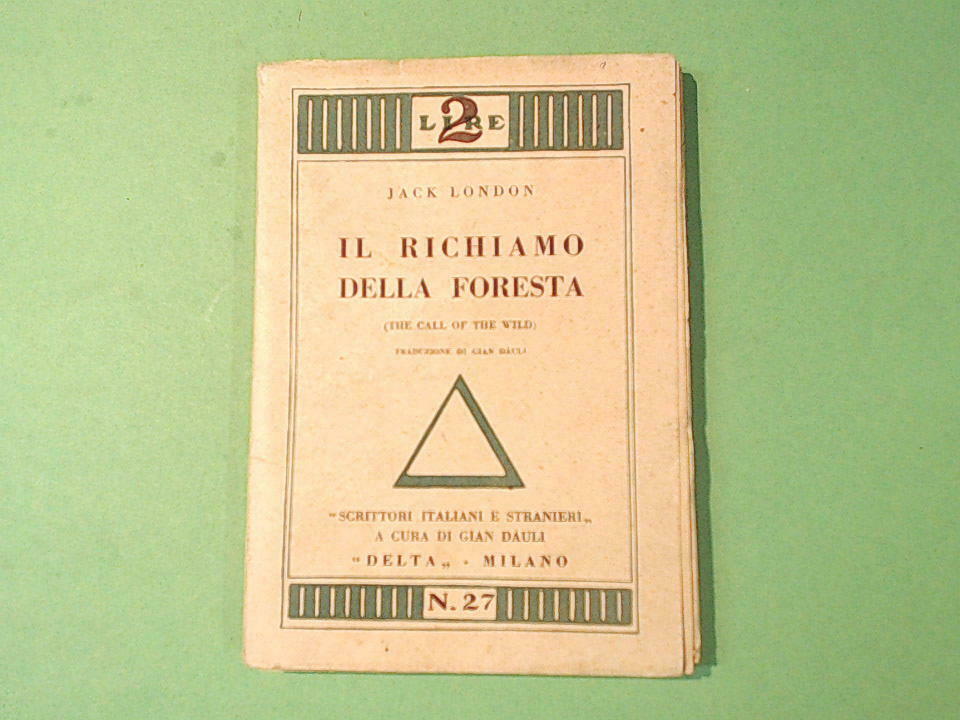 2 LIRE
JACK LONDON
IL RICHIAMO
DELLA FORESTA
(THE CALL OF THE WILD)
TRADUZIONE DI GIAN DÀULI
"SCRITTORI ITALIANI E STRANIERI„
A CURA DI GIAN DÀULI
"DELTA„ - MILANO
N. 27